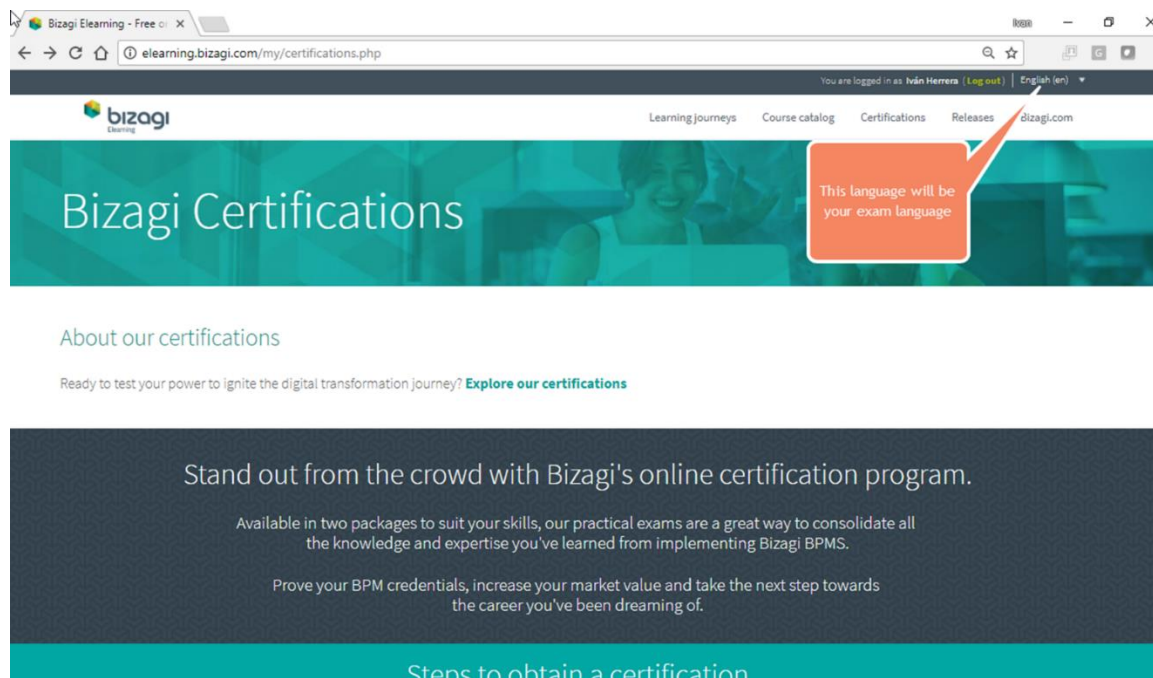 Bizagi Elearning - Free o
Ivan
elearning.bizagi.com/my/certifications.php
You are logged in as Iván Herrera (Log out) English (en)
bizagi
Elearning
Learning journeys Course catalog Certifications Releases Bizagi.com
Bizagi Certifications
This language will be
your exam language
About our certifications
Ready to test your power to ignite the digital transformation journey? Explore our certifications
Stand out from the crowd with Bizagi's online certification program.
Available in two packages to suit your skills, our practical exams are a great way to consolidate all
the knowledge and expertise you've learned from implementing Bizagi BPMS.
Prove your BPM credentials, increase your market value and take the next step towards
the career you've been dreaming of.
Steps to obtain a certification